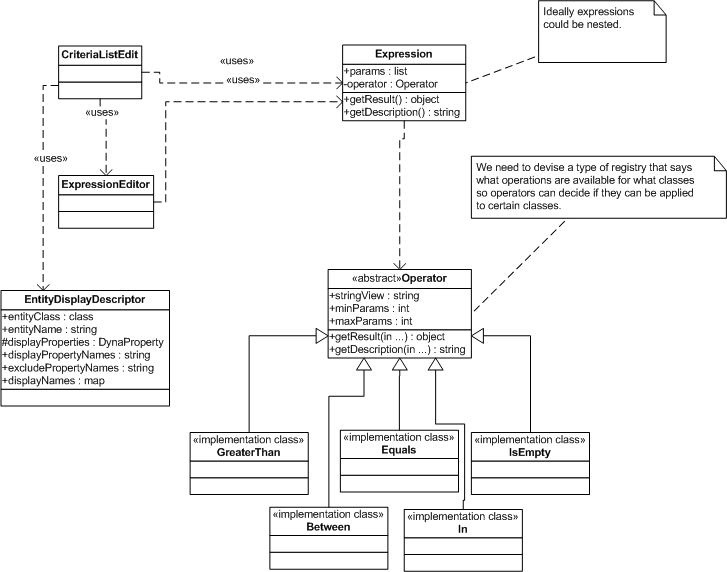 Ideally expressions
could be nested.
CriteriaListEdit
«uses»
«uses»
Expression
+params : list
-operator : Operator
+getResult() : object
+getDescription() : string
«uses»
«uses»
ExpressionEditor
We need to devise a type of registry that says
what operations are available for what classes
so operators can decide if they can be applied
to certain classes.
EntityDisplayDescriptor
+entityClass : class
+entityName : string
#displayProperties : DynaProperty
+displayPropertyNames : string
+excludePropertyNames : string
+displayNames : map
«abstract»Operator
+stringView : string
+minParams : int
+maxParams : int
+getResult(in ...) : object
+getDescription(in ...) : string
«implementation class»
GreaterThan
«implementation class»
Equals
«implementation class»
IsEmpty
«implementation class»
Between
«implementation class»
In